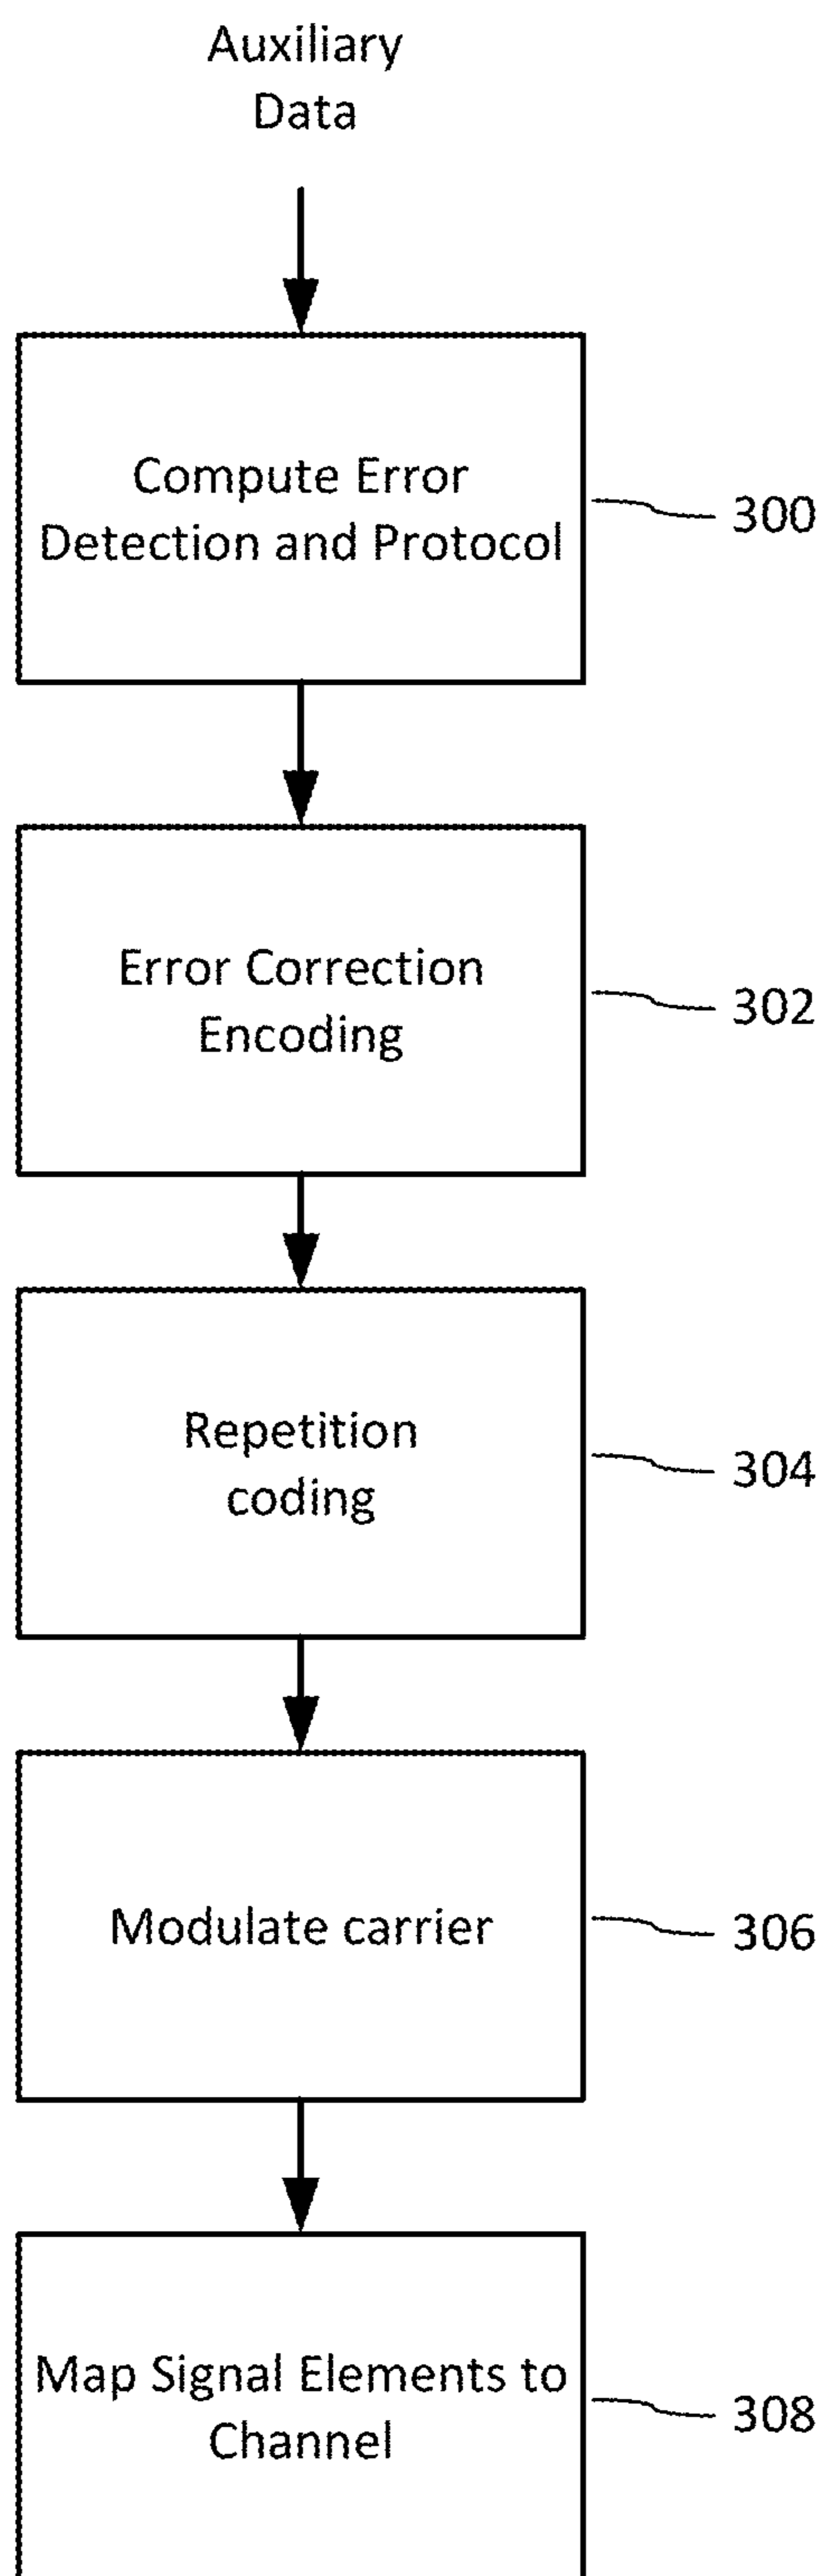 Auxiliary
Data
Compute Error
Detection and Protocol
300
Error Correction
Encoding
302
Repetition
coding
304
Modulate carrier
306
Map Signal Elements to
Channel
308